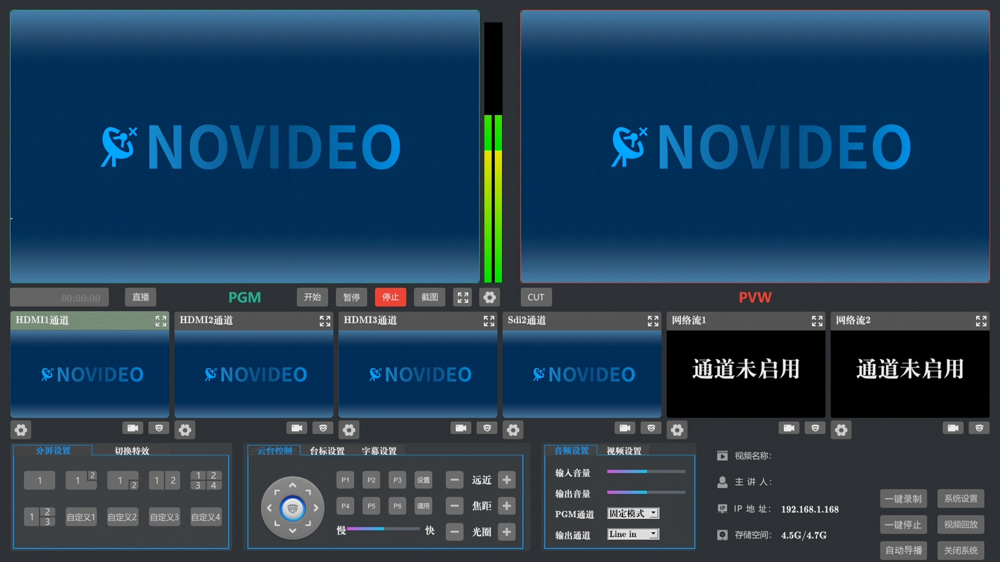 NOVIDEO
NOVIDEO
00:00:00
直播
PGM
开始
暂停
停止
截图
CUT
PVW
HDMI1通道
HDMI2通道
HDMI3通道
Sdi2通道
网络流1
网络流2
NOVIDEO
NOVIDEO
NOVIDEO
NOVIDEO
通道未启用
通道未启用
分屏设置
切换特效
1
1 2
1 2
1 2
1 2
3 4
1 2
3
自定义1
自定义2
自定义3
自定义4
云台控制
台标设置
字幕设置
P1
P2
P3
设置
P4
P5
P6
调用
慢
快
远近
焦距
光圈
音频设置
视频设置
输入音量
输出音量
PGM通道
固定模式
输出通道
Line in
视频名称:
主 讲 人:
IP 地 址: 192.168.1.168
存储空间: 4.5G/4.7G
一键录制
系统设置
一键停止
视频回放
自动导播
关闭系统